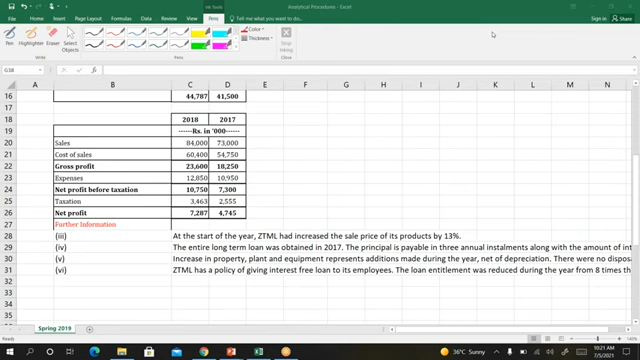 Analytical Procedures - Excel
Ink Tools
Sign in
File Home Insert Page Layout Formulas Data Review View Pens Tell me what you want to do Share
Pen Highlighter Eraser Select Objects
Color
Thickness
Stop Inking
Write Pens
G38
A B C D E F G H I J K L M N
16 44,787 41,500
17
18 2018 2017
19 ------Rs. in '000------
20 Sales 84,000 73,000
21 Cost of sales 60,400 54,750
22 Gross profit 23,600 18,250
23 Expenses 12,850 10,950
24 Net profit before taxation 10,750 7,300
25 Taxation 3,463 2,555
26 Net profit 7,287 4,745
27 Further Information
28 (iii) At the start of the year, ZTML had increased the sale price of its products by 13%.
29 (iv) The entire long term loan was obtained in 2017. The principal is payable in three annual instalments along with the amount of int
30 (v) Increase in property, plant and equipment represents additions made during the year, net of depreciation. There were no disposa
31 (vi) ZTML has a policy of giving interest free loan to its employees. The loan entitlement was reduced during the year from 8 times th
32
33
34
Spring 2019
36°C Sunny
10:21 AM
7/5/2021